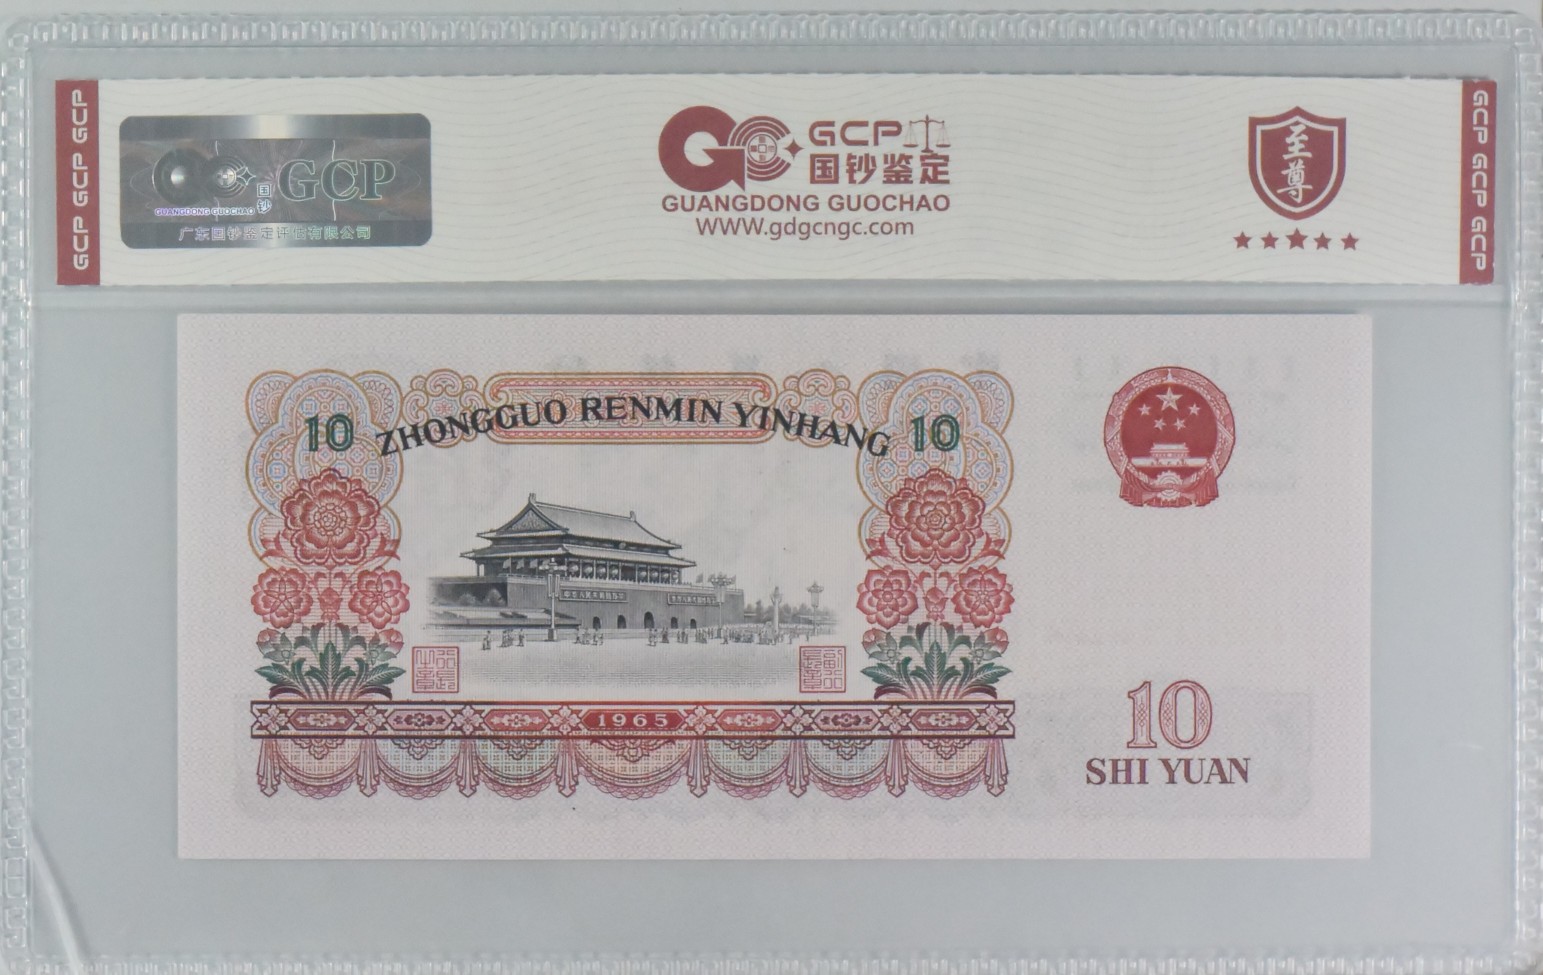 GCP GCP GCP
GCP
国钞
GUANGDONG GUOCHAO
广东国钞鉴定评估有限公司
GCP
国钞鉴定
GUANGDONG GUOCHAO
WWW.gdgcngc.com
至尊
GCP GCP GCP
10 ZHONGGUO RENMIN YINHANG 10
1965
10
SHI YUAN